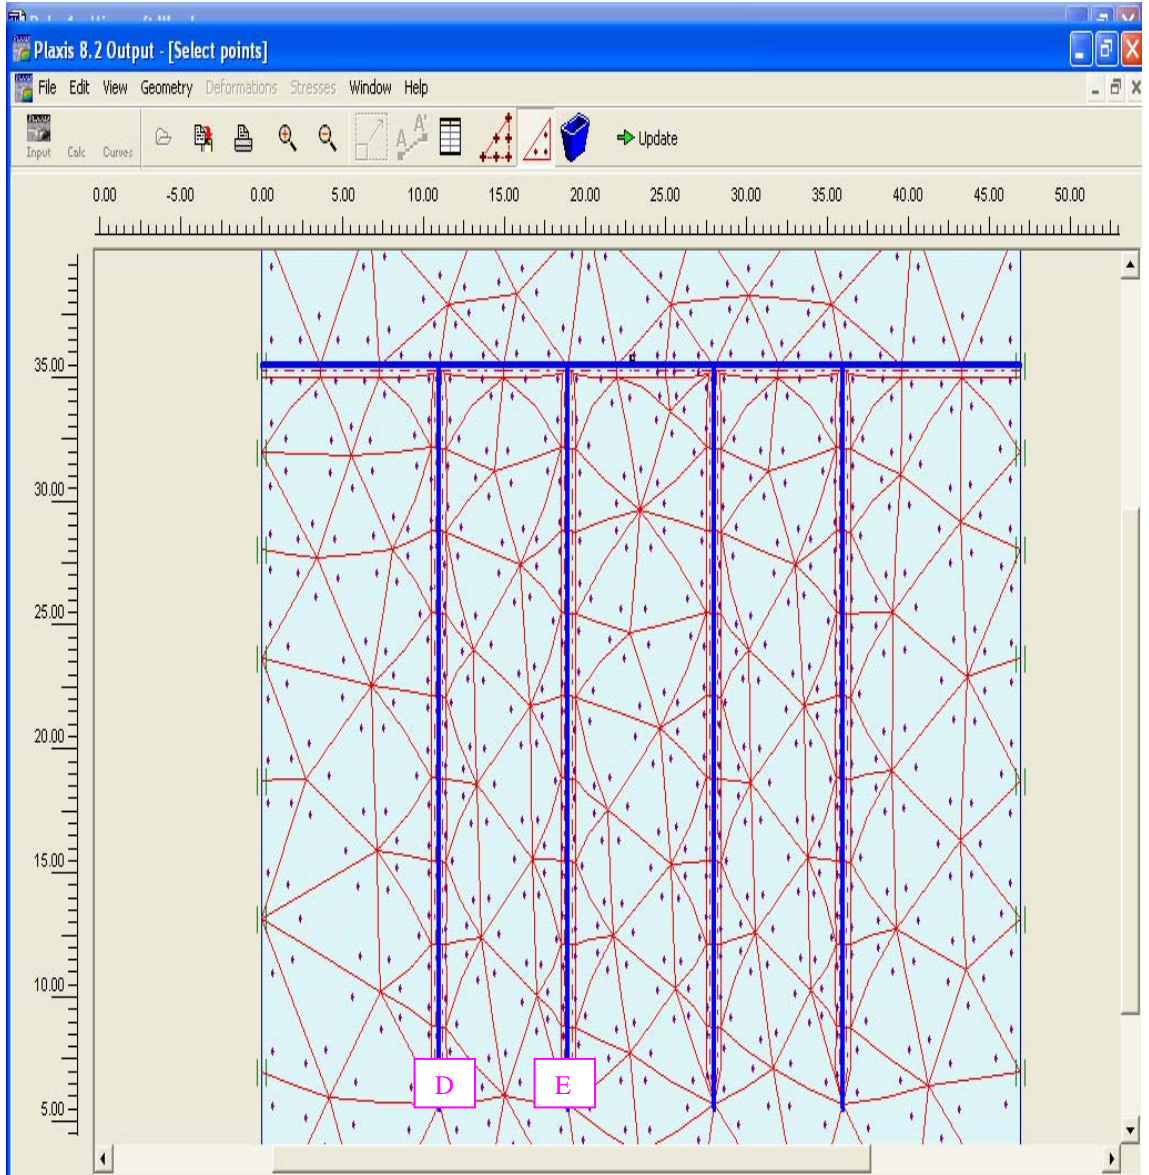 Plaxis 8.2 Output - [Select points]
File Edit View Geometry Deformations Stresses Window Help
Input Calc Curves Update
0.00 -5.00 0.00 5.00 10.00 15.00 20.00 25.00 30.00 35.00 40.00 45.00 50.00
35.00
30.00
25.00
20.00
15.00
10.00
5.00
D E